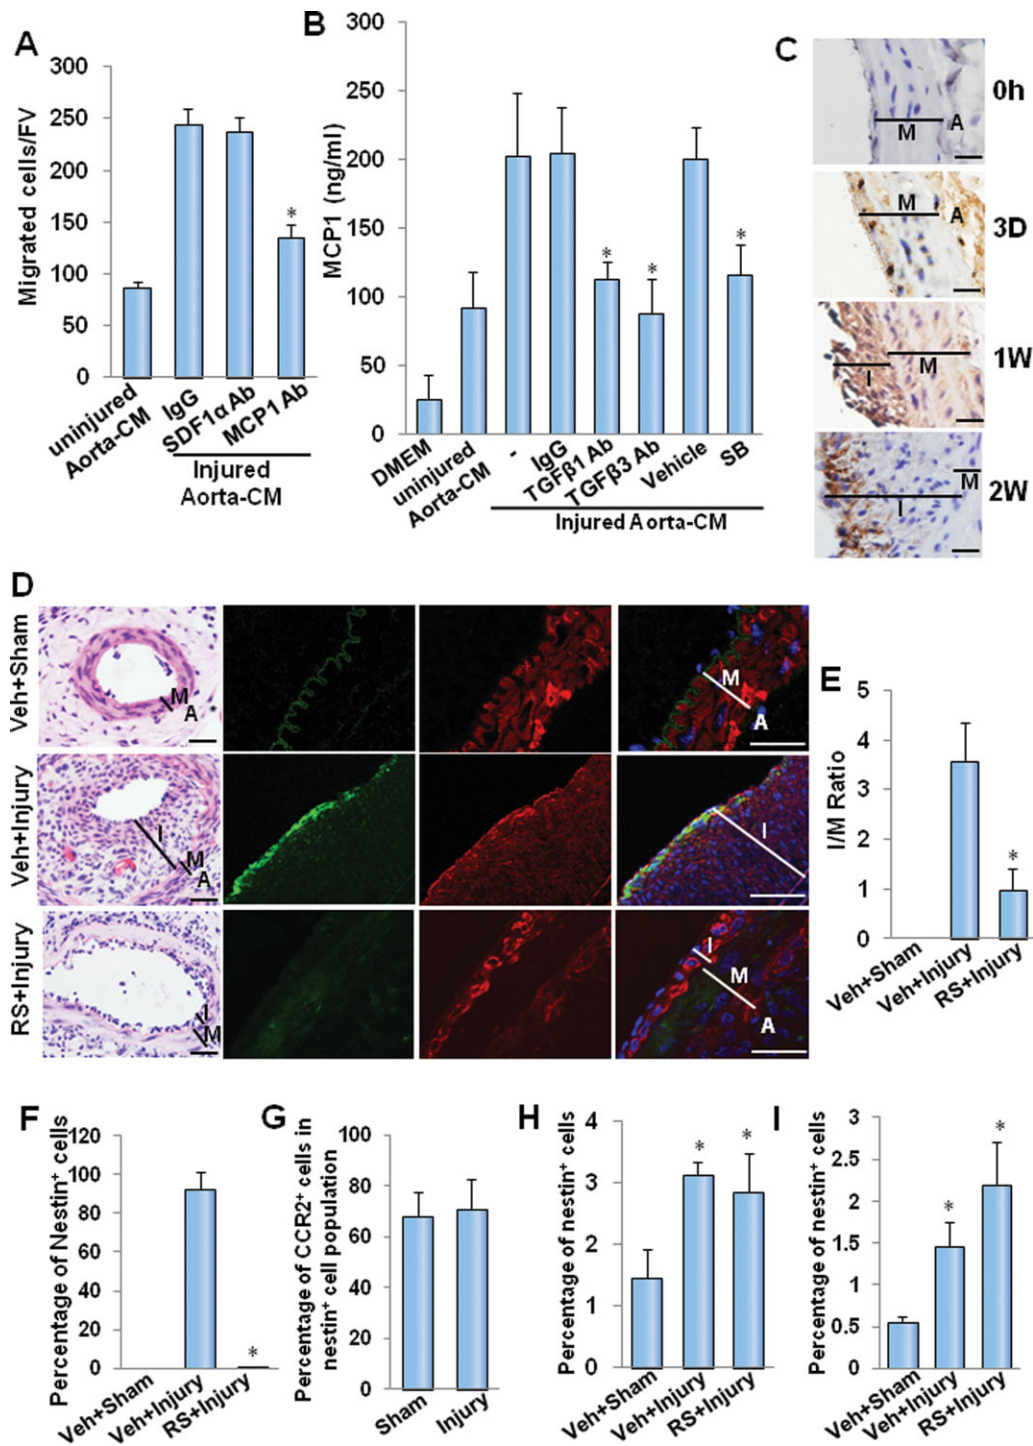 A
Migrated cells/FV
300
250
200
150
100
50
0
uninjured
Aorta-CM
IgG
SDF1α Ab
MCP1 Ab
*
Injured
Aorta-CM
B
MCP1 (ng/ml)
300
250
200
150
100
50
0
DMEM
uninjured
Aorta-CM
-
IgG
TGFβ1 Ab
TGFβ3 Ab
Vehicle
SB
*
*
*
Injured Aorta-CM
C
M
A
0h
M
A
3D
I
M
1W
I
M
2W
D
Veh+Sham
M
A
M
A
Veh+Injury
I
M
A
I
RS+Injury
I
M
I
M
A
E
I/M Ratio
5
4
3
2
1
0
*
Veh+Sham
Veh+Injury
RS+Injury
F
Percentage of Nestin⁺ cells
120
100
80
60
40
20
0
*
Veh+Sham
Veh+Injury
RS+Injury
G
Percentage of CCR2⁺ cells in
nestin⁺ cell population
100
80
60
40
20
0
Sham
Injury
H
Percentage of nestin⁺ cells
4
3
2
1
0
*
*
Veh+Sham
Veh+Injury
RS+Injury
I
Percentage of nestin⁺ cells
3
2.5
2
1.5
1
0.5
0
*
*
Veh+Sham
Veh+Injury
RS+Injury